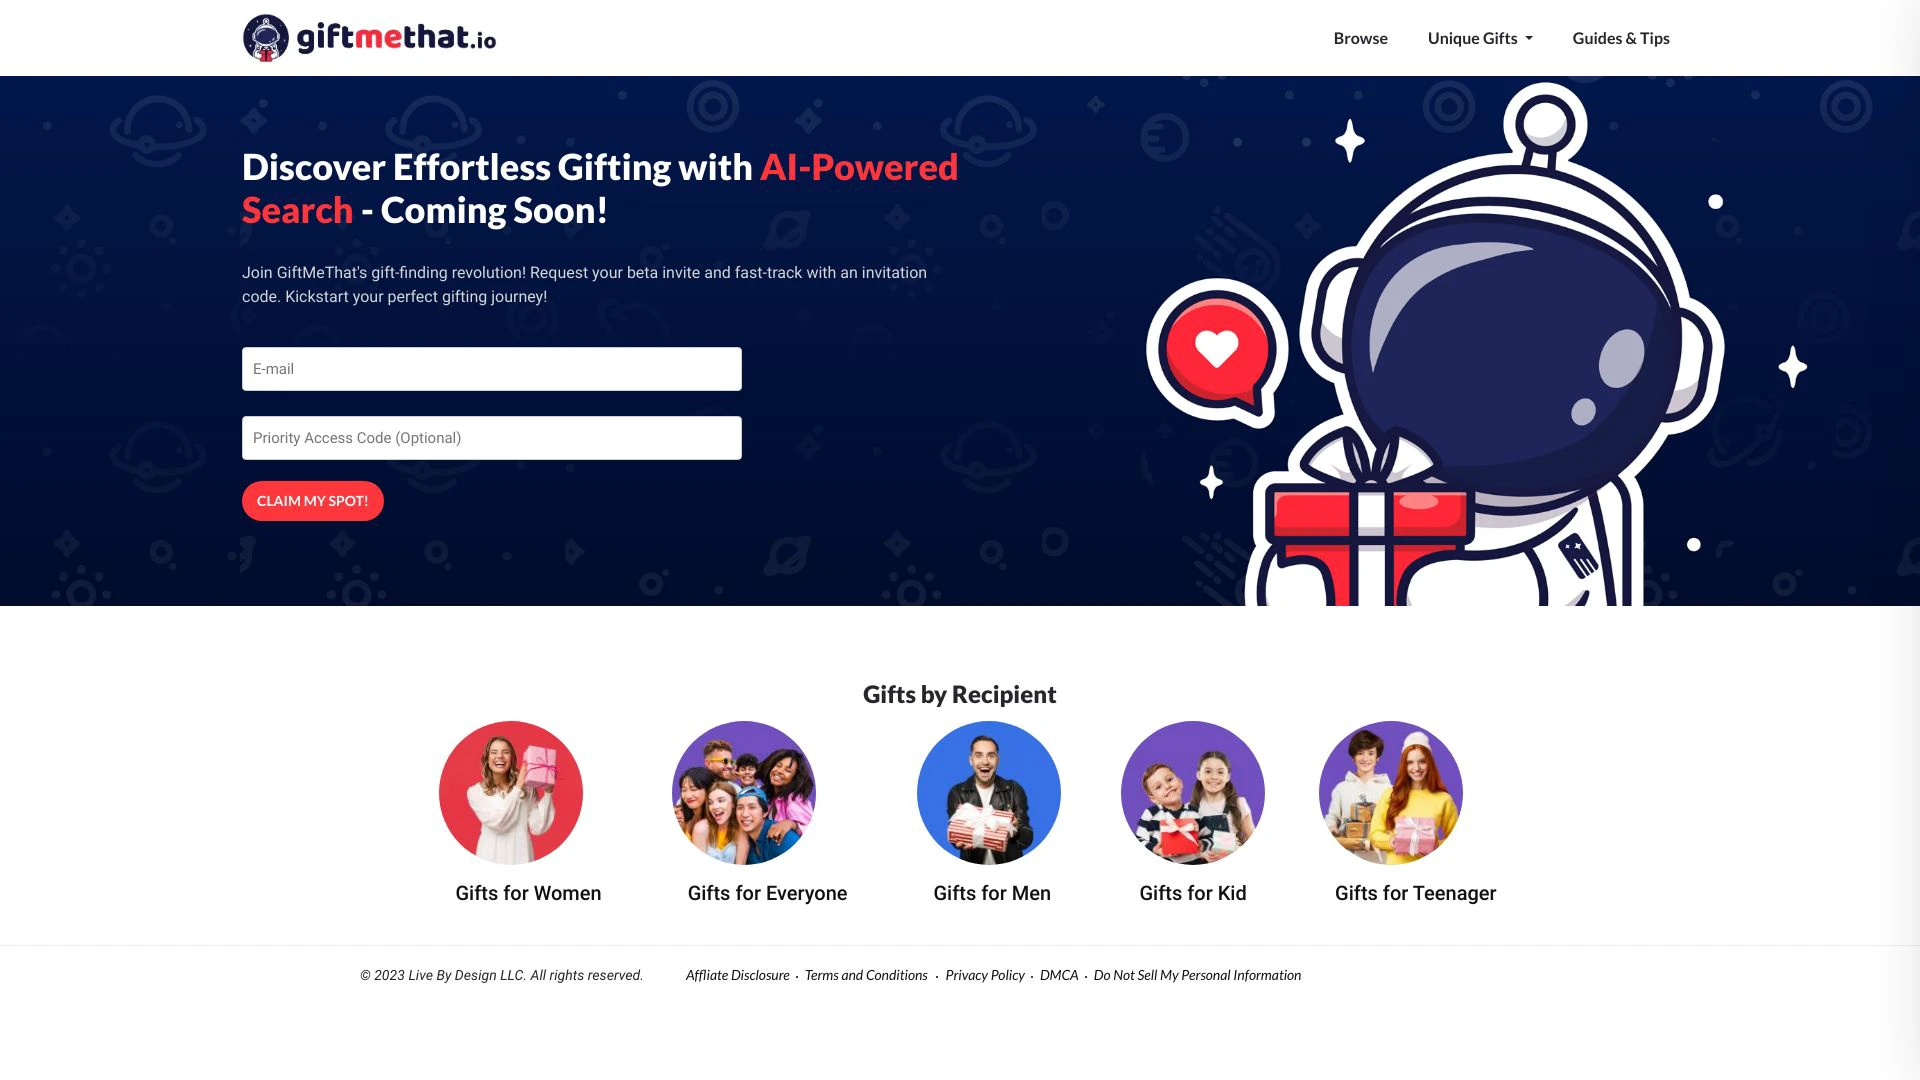 giftmethat.io
Browse
Unique Gifts
Guides & Tips
Discover Effortless Gifting with AI-Powered
Search - Coming Soon!
Join GiftMeThat's gift-finding revolution! Request your beta invite and fast-track with an invitation
code. Kickstart your perfect gifting journey!
E-mail
Priority Access Code (Optional)
CLAIM MY SPOT!
Gifts by Recipient
Gifts for Women
Gifts for Everyone
Gifts for Men
Gifts for Kid
Gifts for Teenager
© 2023 Live By Design LLC. All rights reserved.
Affliate Disclosure · Terms and Conditions · Privacy Policy · DMCA · Do Not Sell My Personal Information